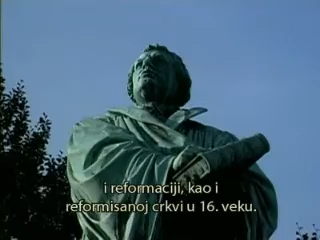 i reformaciji, kao i
reformisanoj crkvi u 16. veku.